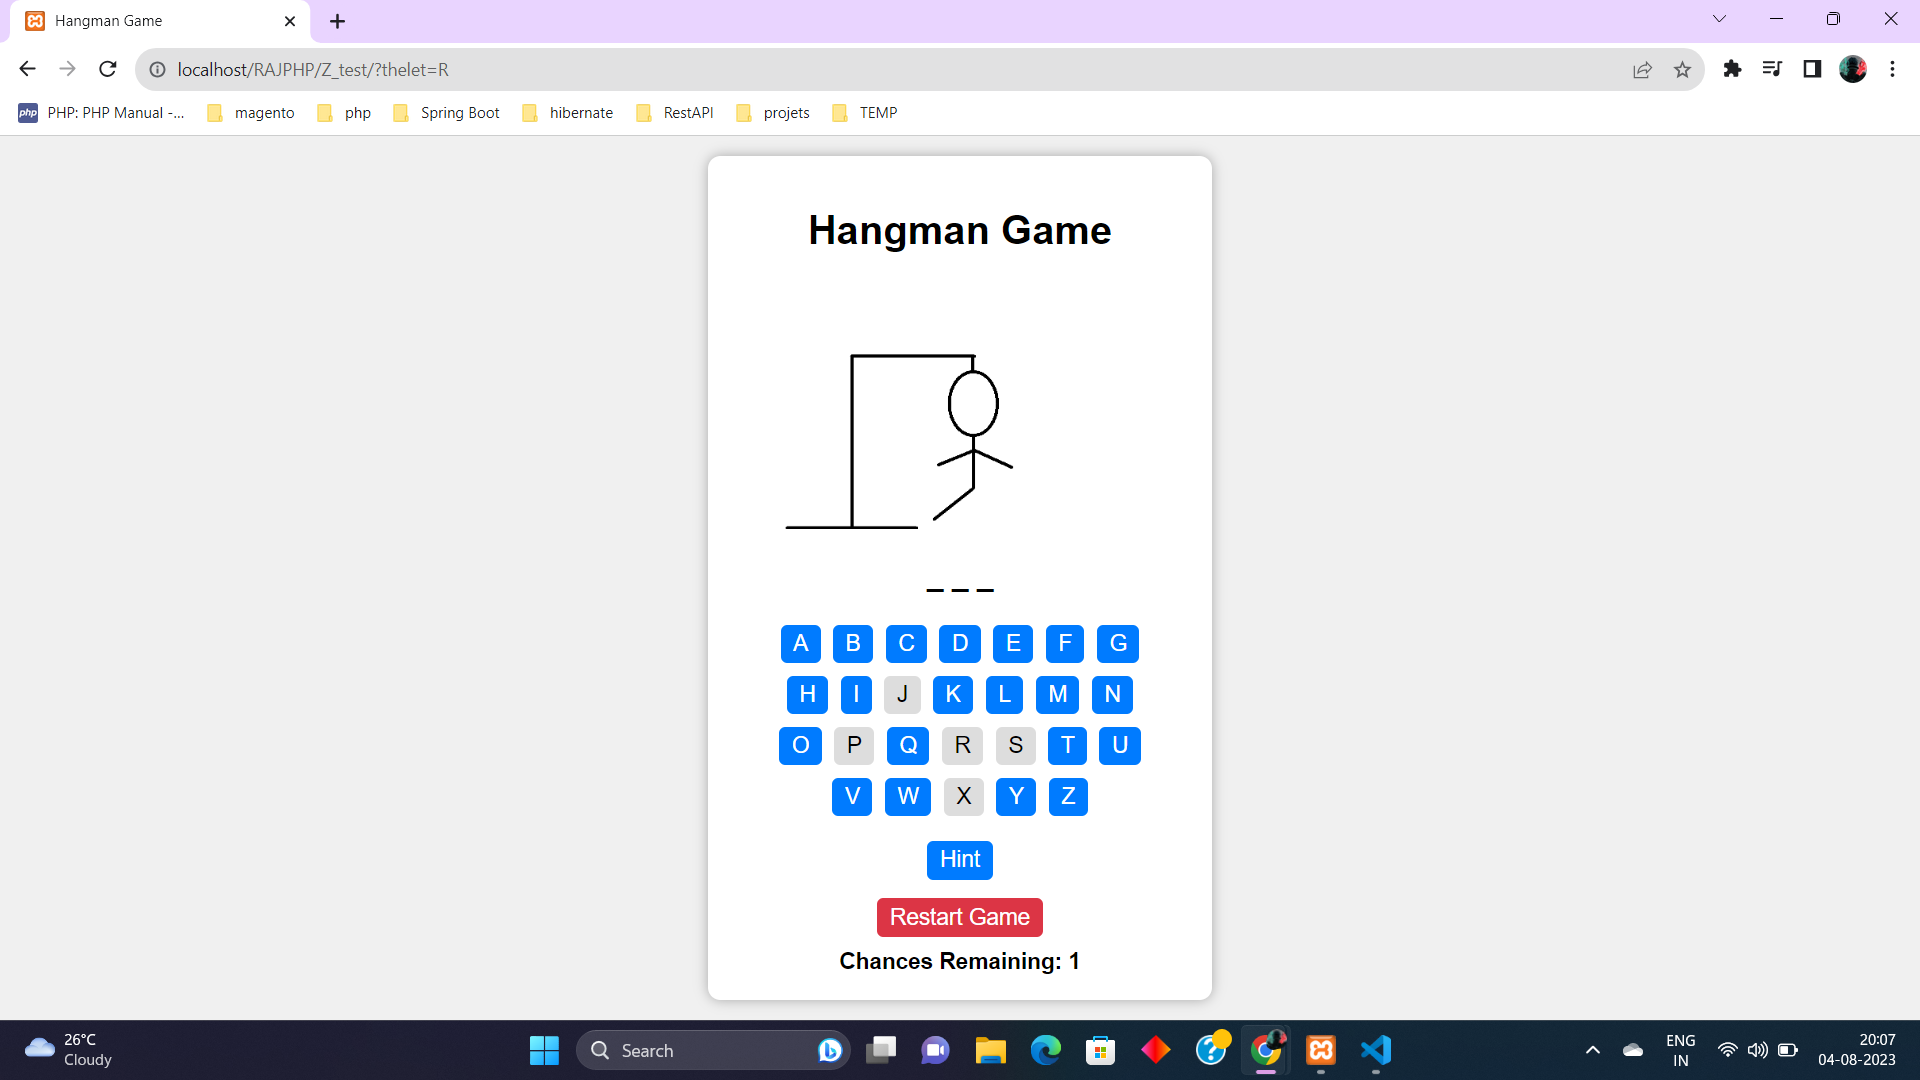 Hangman Game
localhost/RAJPHP/Z_test/?thelet=R
php PHP: PHP Manual -... magento php Spring Boot hibernate RestAPI projets TEMP
Hangman Game
_ _ _
A B C D E F G
H I J K L M N
O P Q R S T U
V W X Y Z
Hint
Restart Game
Chances Remaining: 1
26°C
Cloudy
Search
ENG
IN
20:07
04-08-2023